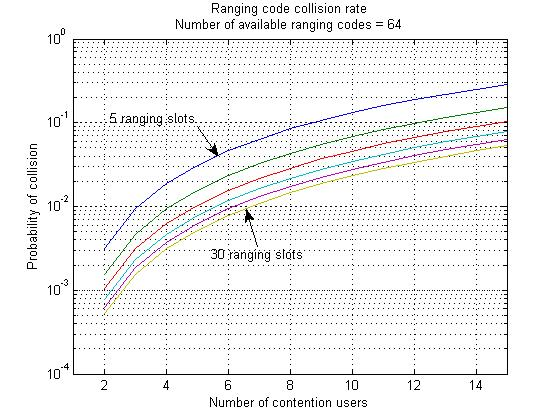 Ranging code collision rate
Number of available ranging codes = 64
10^0
10^-1
10^-2
10^-3
10^-4
Probability of collision
5 ranging slots
30 ranging slots
2 4 6 8 10 12 14
Number of contention users